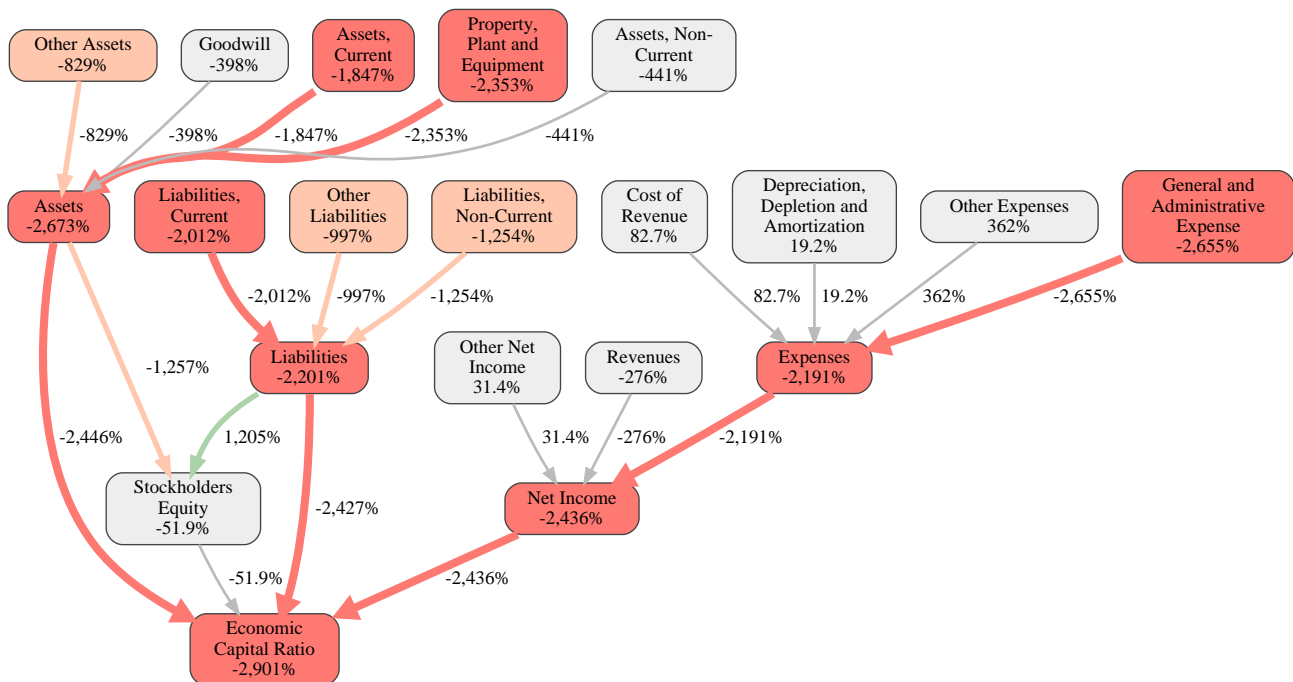 Other Assets
-829%
Goodwill
-398%
Assets,
Current
-1,847%
Property,
Plant and
Equipment
-2,353%
Assets, Non-
Current
-441%
-829%
-398%
-1,847%
-2,353%
-441%
Assets
-2,673%
Liabilities,
Current
-2,012%
Other
Liabilities
-997%
Liabilities,
Non-Current
-1,254%
Cost of
Revenue
82.7%
Depreciation,
Depletion and
Amortization
19.2%
Other Expenses
362%
General and
Administrative
Expense
-2,655%
-2,012%
-997%
-1,254%
82.7%
19.2%
362%
-2,655%
Liabilities
-2,201%
Other Net
Income
31.4%
Revenues
-276%
Expenses
-2,191%
-1,257%
-2,446%
1,205%
31.4%
-276%
-2,191%
Stockholders
Equity
-51.9%
-2,427%
Net Income
-2,436%
-51.9%
-2,436%
Economic
Capital Ratio
-2,901%